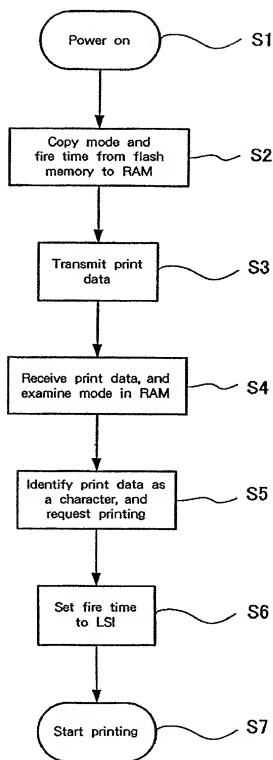 Power on
S1
Copy mode and
fire time from flash
memory to RAM
S2
Transmit print
data
S3
Receive print data, and
examine mode in RAM
S4
Identify print data as
a character, and
request printing
S5
Set fire time
to LSI
S6
Start printing
S7